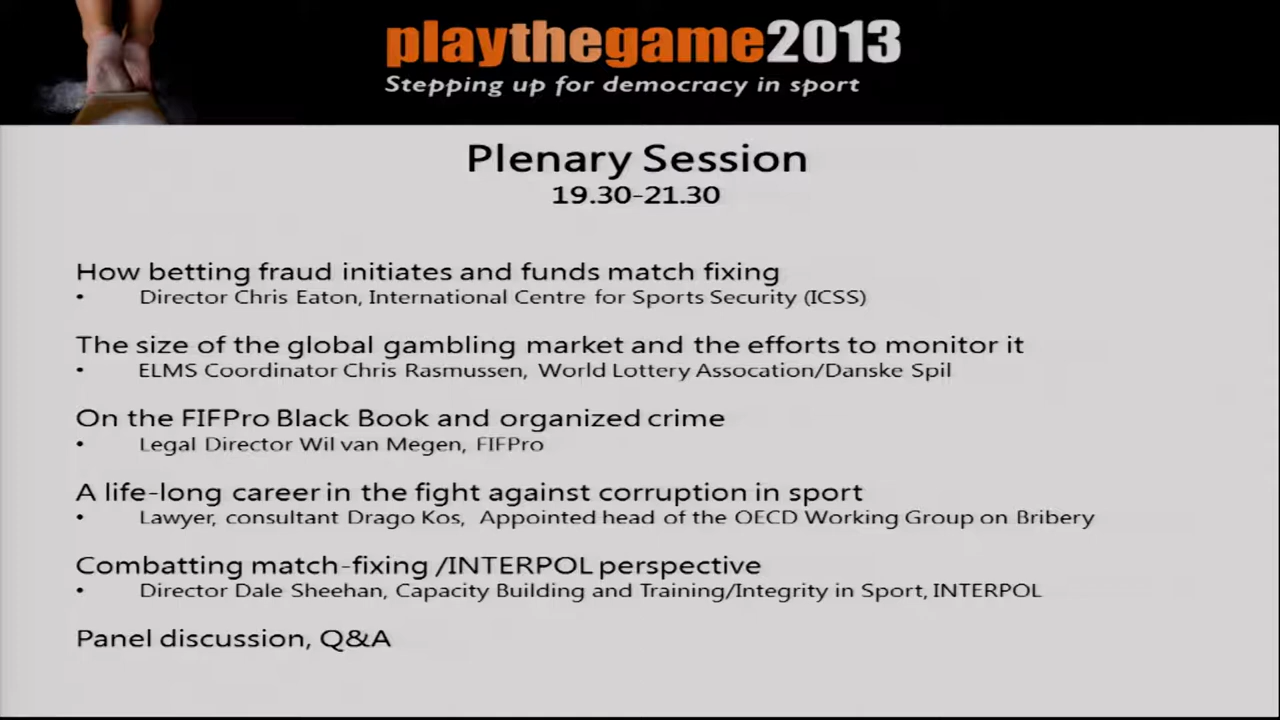 playthegame2013
Stepping up for democracy in sport
Plenary Session
19.30-21.30
How betting fraud initiates and funds match fixing
• Director Chris Eaton, International Centre for Sports Security (ICSS)
The size of the global gambling market and the efforts to monitor it
• ELMS Coordinator Chris Rasmussen, World Lottery Assocation/Danske Spil
On the FIFPro Black Book and organized crime
• Legal Director Wil van Megen, FIFPro
A life-long career in the fight against corruption in sport
• Lawyer, consultant Drago Kos, Appointed head of the OECD Working Group on Bribery
Combatting match-fixing /INTERPOL perspective
• Director Dale Sheehan, Capacity Building and Training/Integrity in Sport, INTERPOL
Panel discussion, Q&A